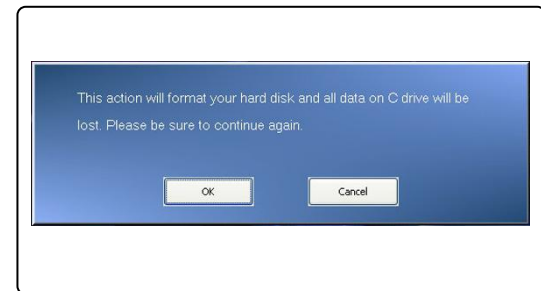 This action will format your hard disk and all data on C drive will be
lost. Please be sure to continue again.
OK
Cancel